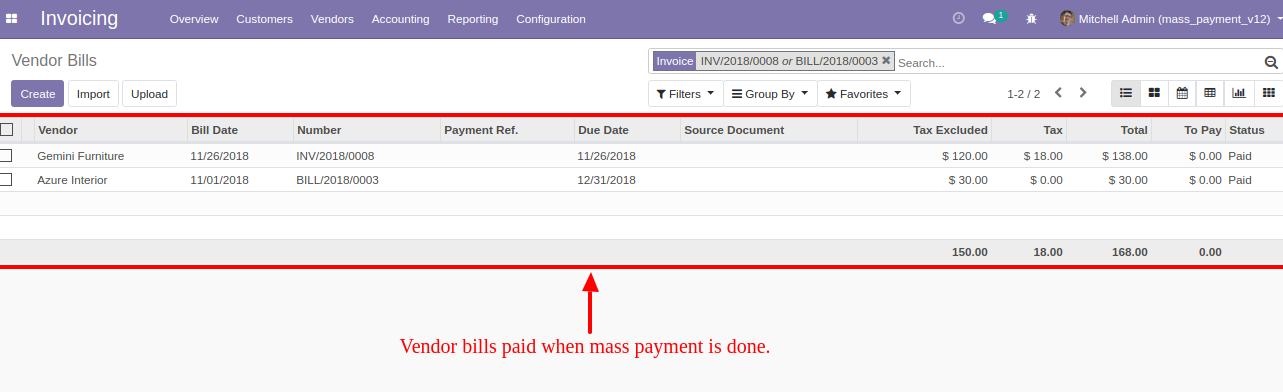 Invoicing Overview Customers Vendors Accounting Reporting Configuration 1 Mitchell Admin (mass_payment_v12)
Vendor Bills
Invoice INV/2018/0008 or BILL/2018/0003 Search...
Create Import Upload Filters Group By Favorites 1-2 / 2
Vendor Bill Date Number Payment Ref. Due Date Source Document Tax Excluded Tax Total To Pay Status
Gemini Furniture 11/26/2018 INV/2018/0008 11/26/2018 $ 120.00 $ 18.00 $ 138.00 $ 0.00 Paid
Azure Interior 11/01/2018 BILL/2018/0003 12/31/2018 $ 30.00 $ 0.00 $ 30.00 $ 0.00 Paid
150.00 18.00 168.00 0.00
Vendor bills paid when mass payment is done.